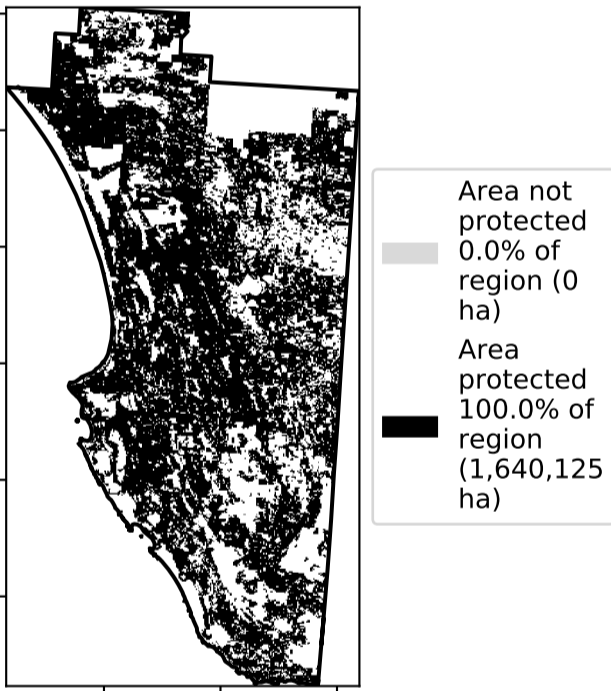 Area not
protected
0.0% of
region (0
ha)
Area
protected
100.0% of
region
(1,640,125
ha)